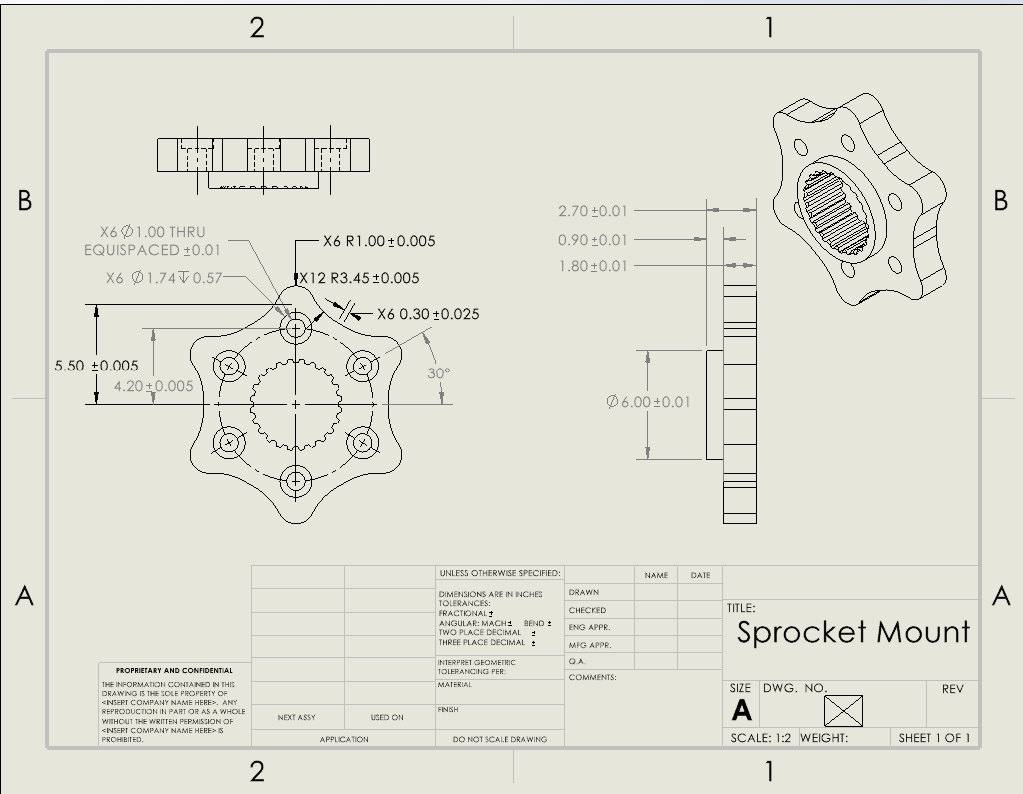 2
1
B
B
X6 ∅1.00 THRU
EQUISPACED ±0.01
X6 ∅1.74 ↧ 0.57
X6 R1.00 ±0.005
X12 R3.45 ±0.005
X6 0.30 ±0.025
5.50 ±0.005
4.20 ±0.005
30°
2.70 ±0.01
0.90 ±0.01
1.80 ±0.01
∅6.00 ±0.01
A
A
PROPRIETARY AND CONFIDENTIAL
THE INFORMATION CONTAINED IN THIS
DRAWING IS THE SOLE PROPERTY OF
<INSERT COMPANY NAME HERE>. ANY
REPRODUCTION IN PART OR AS A WHOLE
WITHOUT THE WRITTEN PERMISSION OF
<INSERT COMPANY NAME HERE> IS
PROHIBITED.
NEXT ASSY
USED ON
APPLICATION
UNLESS OTHERWISE SPECIFIED:
DIMENSIONS ARE IN INCHES
TOLERANCES:
FRACTIONAL ±
ANGULAR: MACH ± BEND ±
TWO PLACE DECIMAL ±
THREE PLACE DECIMAL ±
INTERPRET GEOMETRIC
TOLERANCING PER:
MATERIAL
FINISH
DO NOT SCALE DRAWING
NAME
DATE
DRAWN
CHECKED
ENG APPR.
MFG APPR.
Q.A.
COMMENTS:
TITLE:
Sprocket Mount
SIZE
A
DWG. NO.
REV
SCALE: 1:2
WEIGHT:
SHEET 1 OF 1
2
1